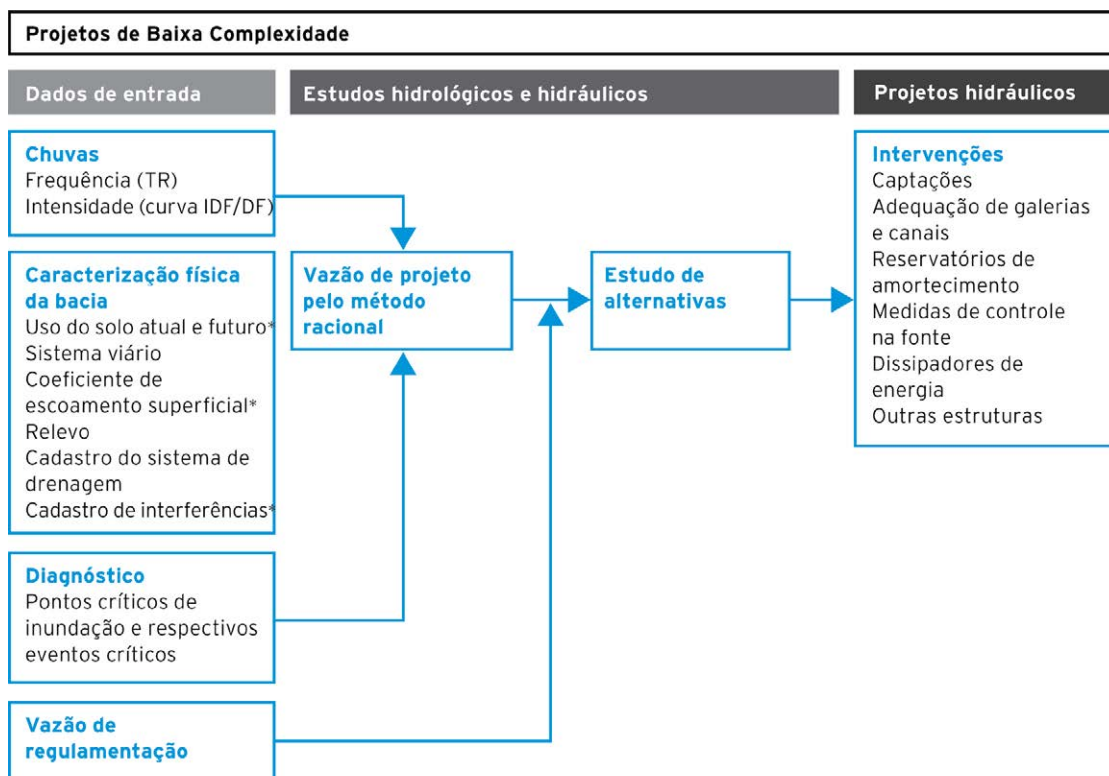 Projetos de Baixa Complexidade
Dados de entrada
Estudos hidrológicos e hidráulicos
Projetos hidráulicos
Chuvas
Frequência (TR)
Intensidade (curva IDF/DF)
Caracterização física
da bacia
Uso do solo atual e futuro*
Sistema viário
Coeficiente de
escoamento superficial*
Relevo
Cadastro do sistema de
drenagem
Cadastro de interferências*
Diagnóstico
Pontos críticos de
inundação e respectivos
eventos críticos
Vazão de
regulamentação
Vazão de projeto
pelo método
racional
Estudo de
alternativas
Intervenções
Captações
Adequação de galerias
e canais
Reservatórios de
amortecimento
Medidas de controle
na fonte
Dissipadores de
energia
Outras estruturas